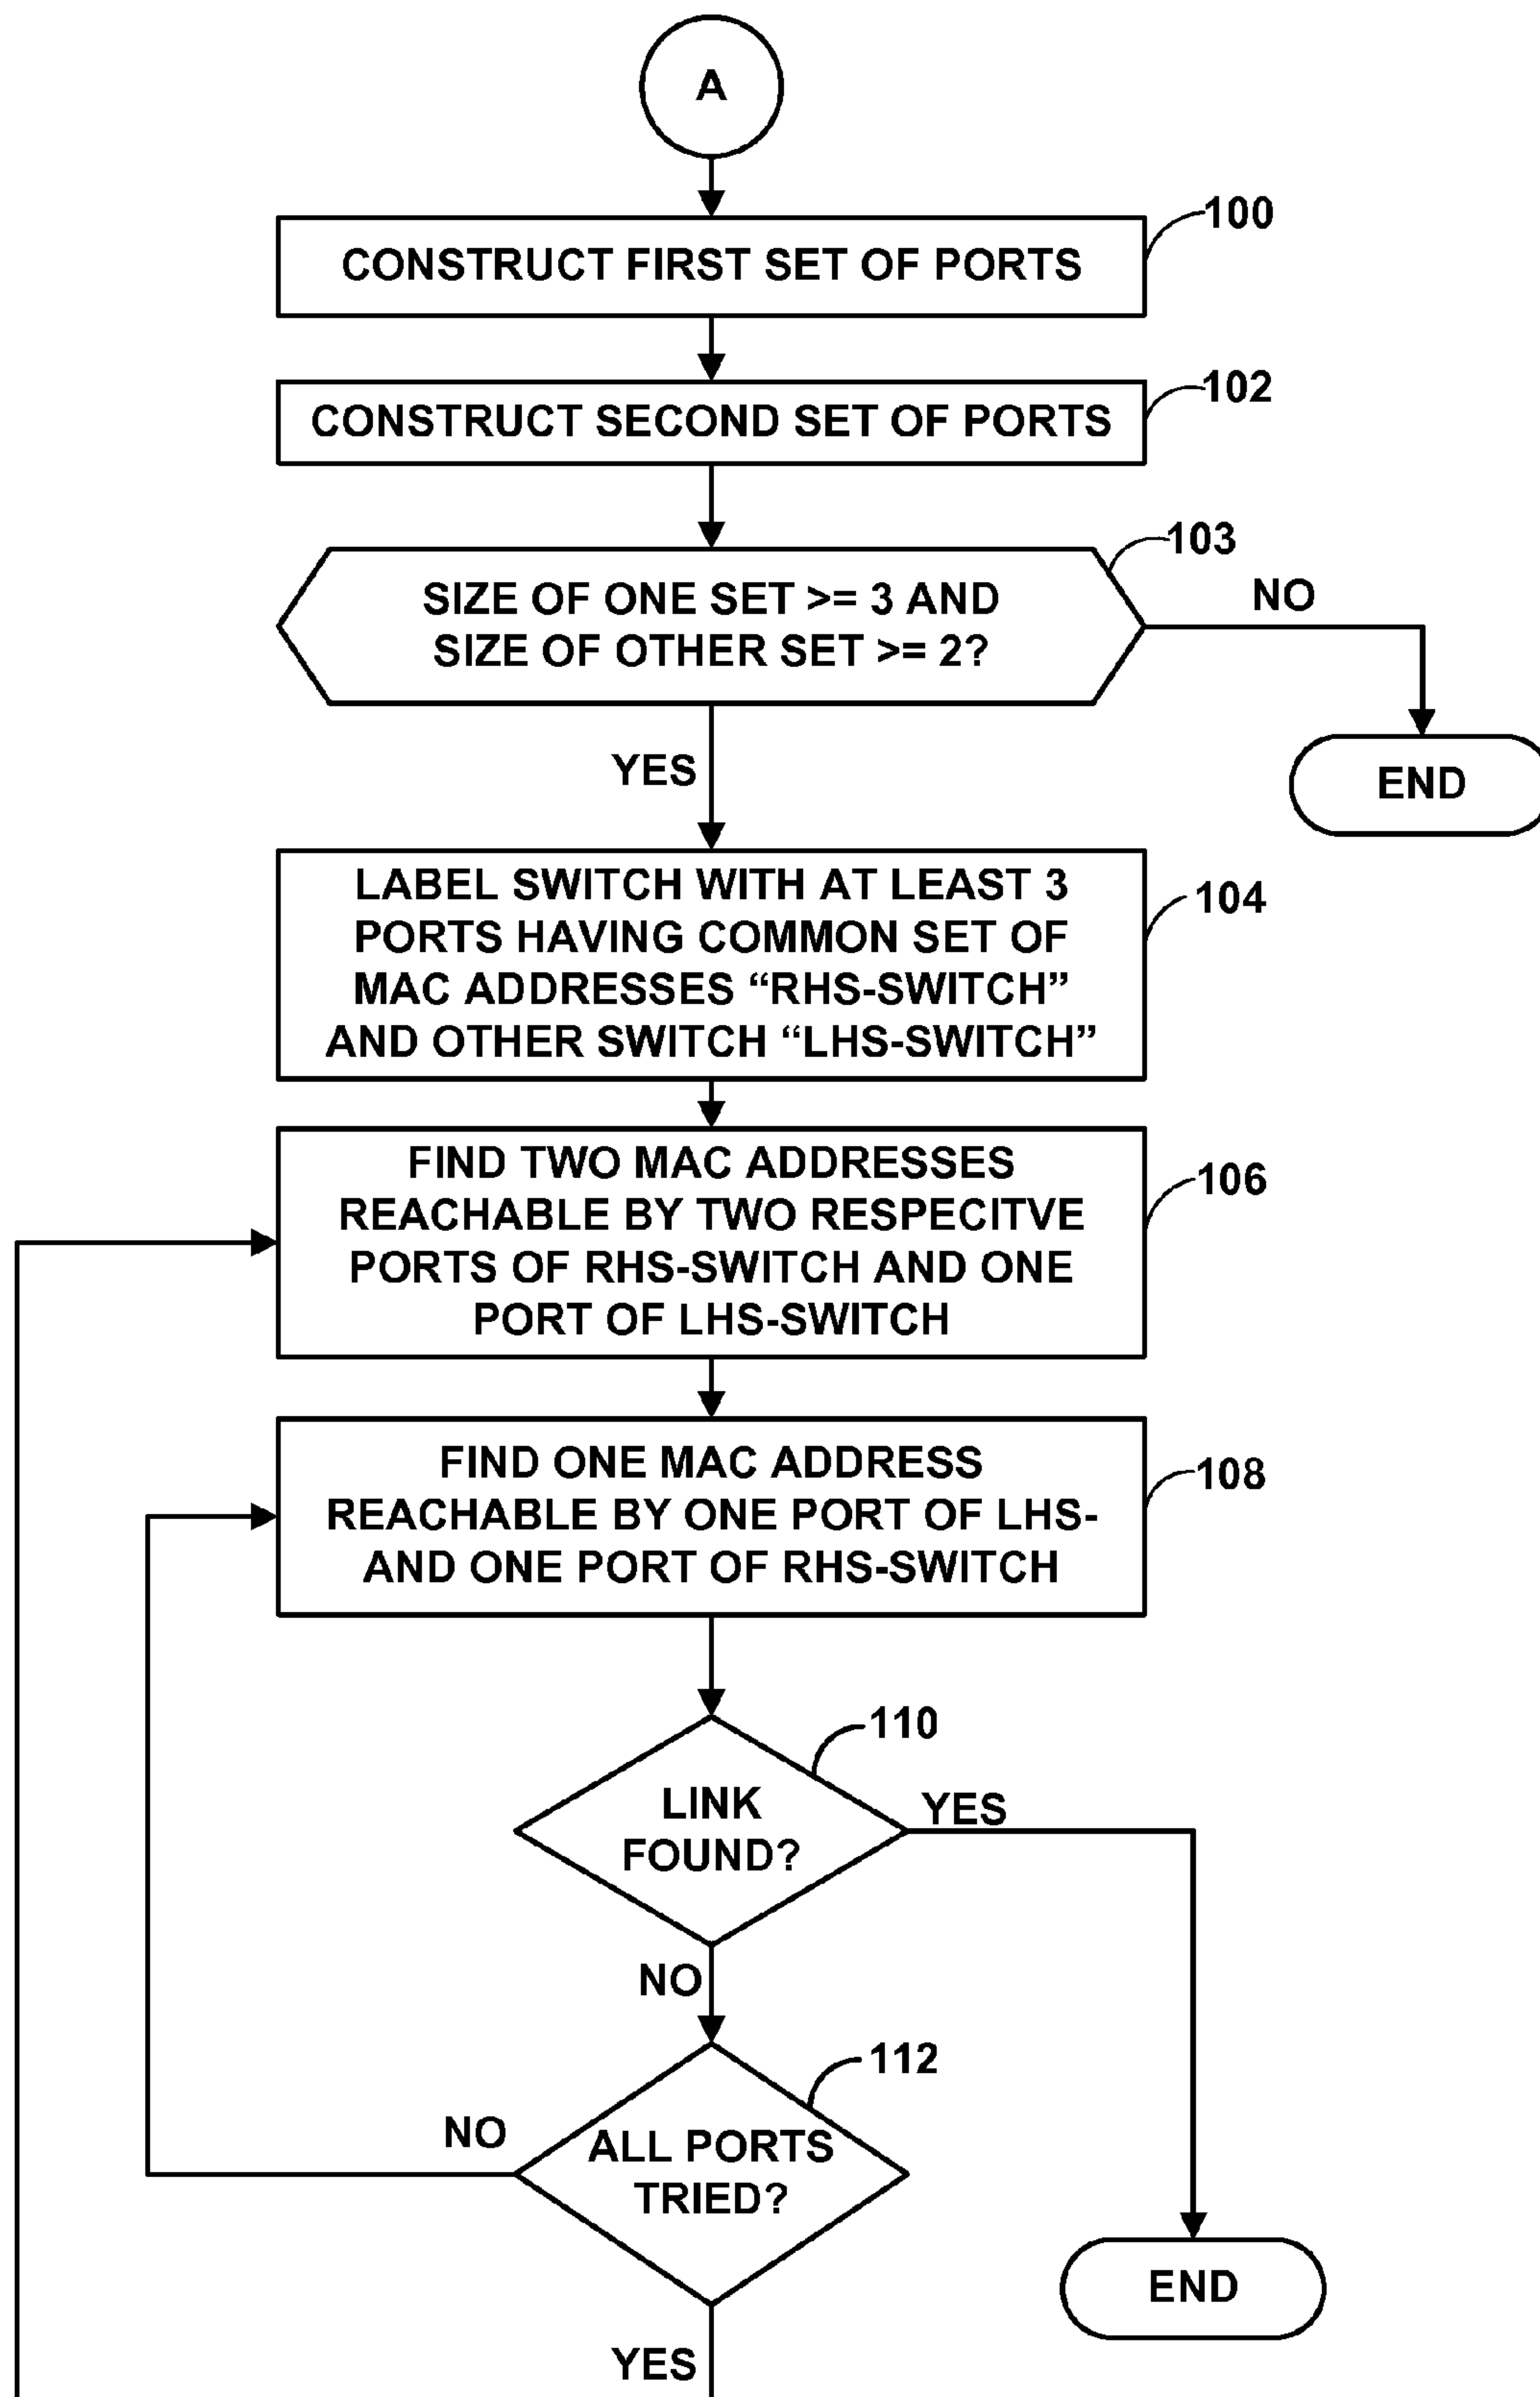 A
100
CONSTRUCT FIRST SET OF PORTS
102
CONSTRUCT SECOND SET OF PORTS
103
SIZE OF ONE SET >= 3 AND
SIZE OF OTHER SET >= 2?
NO
END
YES
LABEL SWITCH WITH AT LEAST 3
PORTS HAVING COMMON SET OF
MAC ADDRESSES “RHS-SWITCH”
AND OTHER SWITCH “LHS-SWITCH”
104
FIND TWO MAC ADDRESSES
REACHABLE BY TWO RESPECITVE
PORTS OF RHS-SWITCH AND ONE
PORT OF LHS-SWITCH
106
FIND ONE MAC ADDRESS
REACHABLE BY ONE PORT OF LHS-
AND ONE PORT OF RHS-SWITCH
108
110
LINK
FOUND?
YES
NO
112
ALL PORTS
TRIED?
NO
END
YES